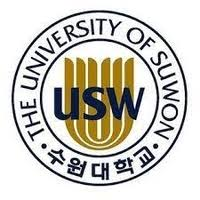 THE UNIVERSITY OF SUWON
USW
수원대학교